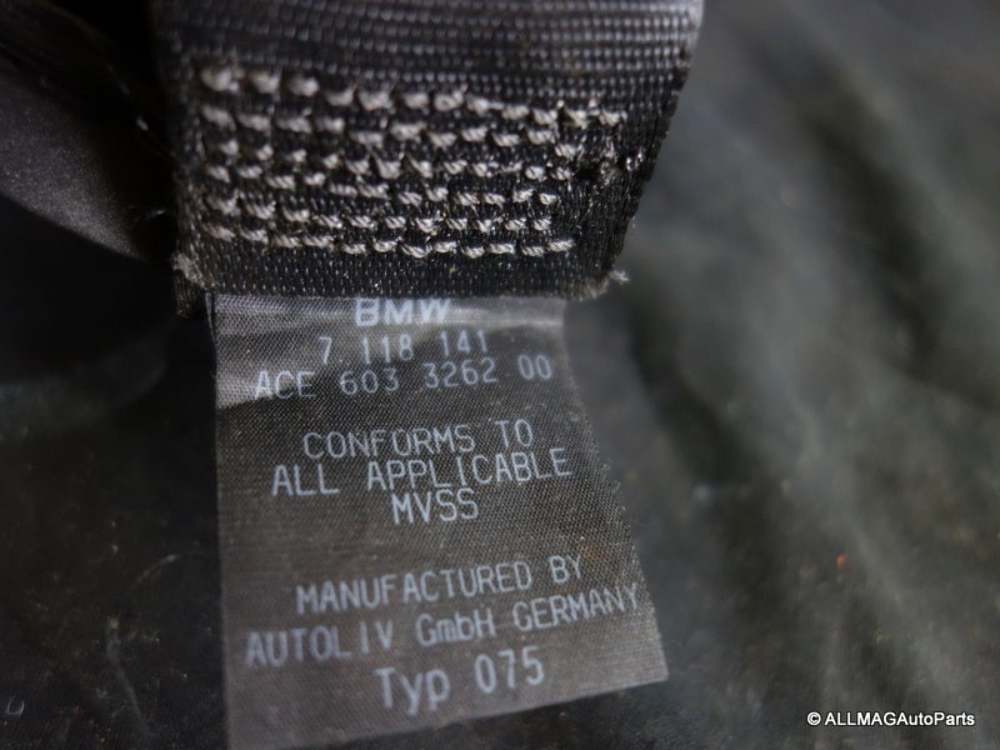 BMW
7 118 141
ACE 603 3262 00
CONFORMS TO
ALL APPLICABLE
MVSS
MANUFACTURED BY
AUTOLIV GmbH GERMANY
Typ 075
© ALLMAGAutoParts